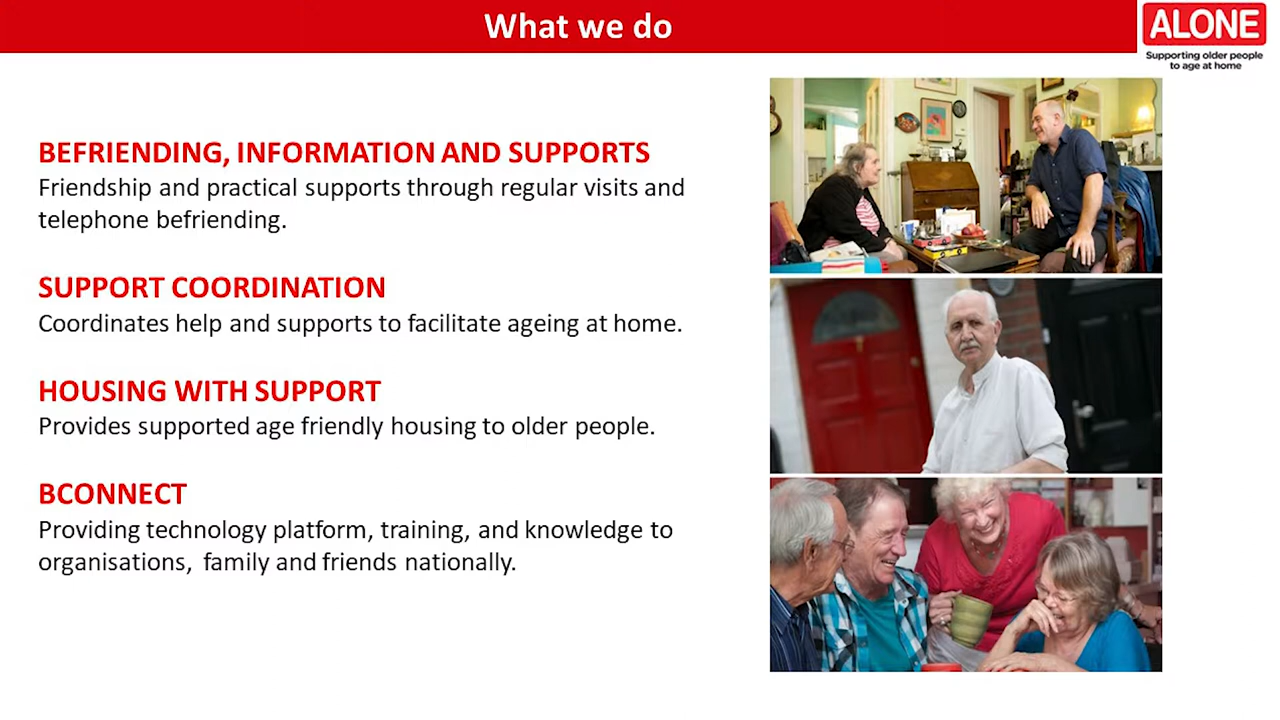 What we do
ALONE
Supporting older people
to age at home
BEFRIENDING, INFORMATION AND SUPPORTS
Friendship and practical supports through regular visits and
telephone befriending.
SUPPORT COORDINATION
Coordinates help and supports to facilitate ageing at home.
HOUSING WITH SUPPORT
Provides supported age friendly housing to older people.
BCONNECT
Providing technology platform, training, and knowledge to
organisations, family and friends nationally.